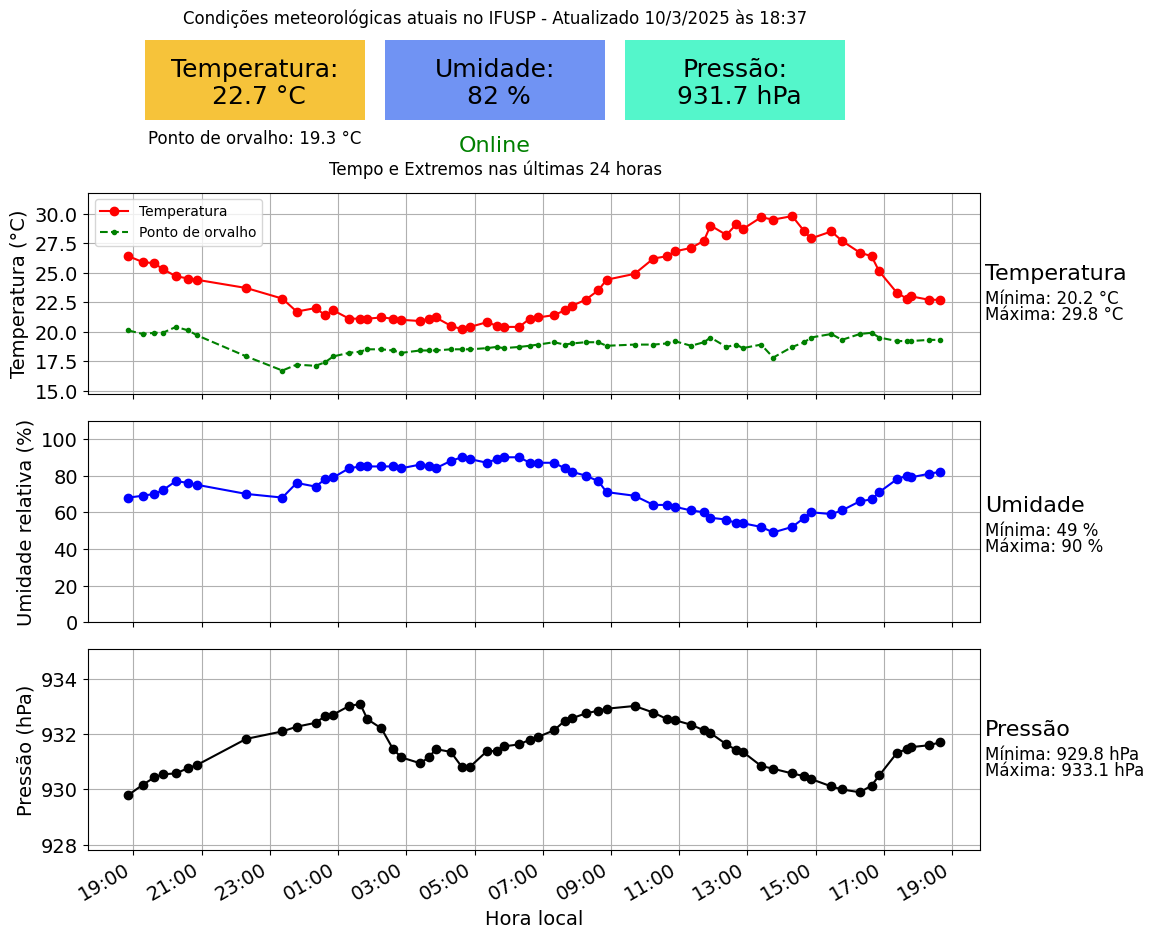 Condições meteorológicas atuais no IFUSP - Atualizado 10/3/2025 às 18:37
Temperatura:
22.7 °C
Umidade:
82 %
Pressão:
931.7 hPa
Ponto de orvalho: 19.3 °C
Online
Tempo e Extremos nas últimas 24 horas
Temperatura (°C)
30.0
27.5
25.0
22.5
20.0
17.5
15.0
Temperatura
Ponto de orvalho
Temperatura
Mínima: 20.2 °C
Máxima: 29.8 °C
Umidade relativa (%)
100
80
60
40
20
0
Umidade
Mínima: 49 %
Máxima: 90 %
Pressão (hPa)
934
932
930
928
Pressão
Mínima: 929.8 hPa
Máxima: 933.1 hPa
19:00 21:00 23:00 01:00 03:00 05:00 07:00 09:00 11:00 13:00 15:00 17:00 19:00
Hora local